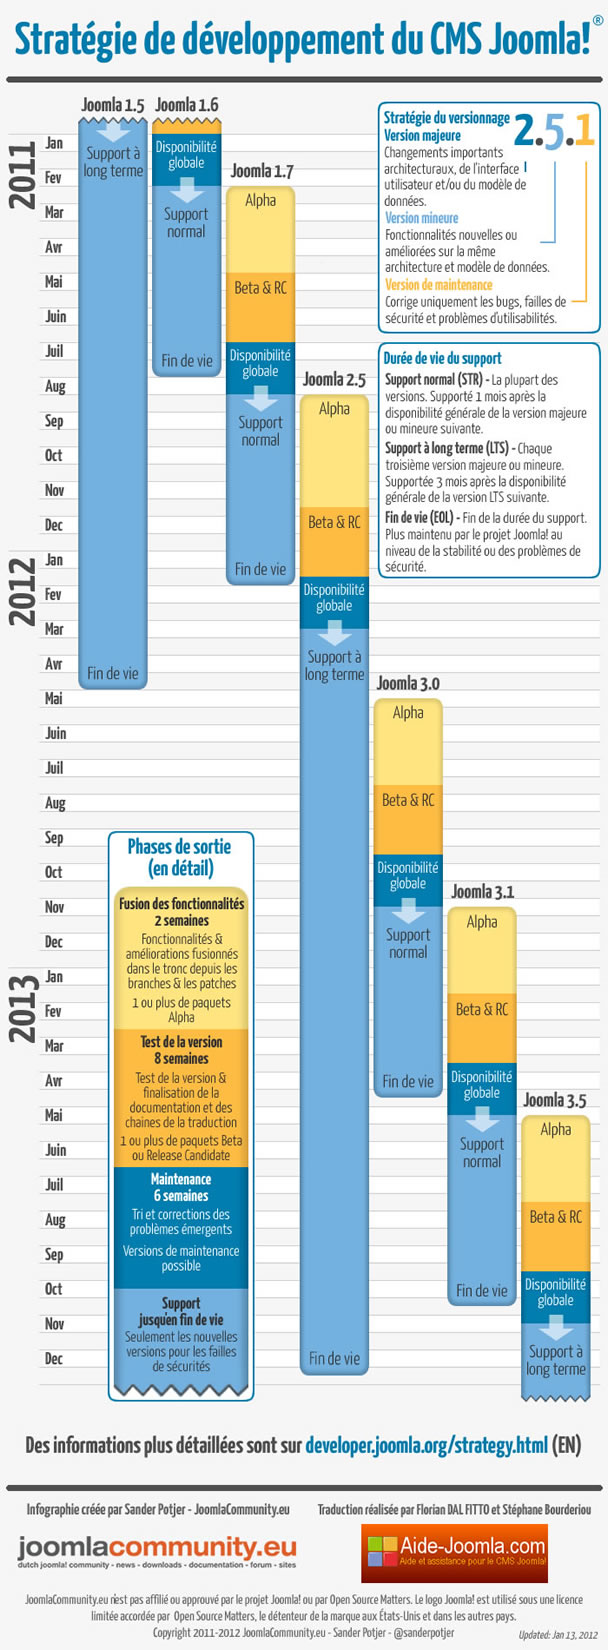 Stratégie de développement du CMS Joomla!®
Joomla 1.5
Joomla 1.6
2011
Jan
Fev
Mar
Avr
Mai
Juin
Juil
Aug
Sep
Oct
Nov
Dec
2012
Jan
Fev
Mar
Avr
Mai
Juin
Juil
Aug
Sep
Oct
Nov
Dec
2013
Jan
Fev
Mar
Avr
Mai
Juin
Juil
Aug
Sep
Oct
Nov
Dec
Support à
long terme
Fin de vie
Disponibilité
globale
Support
normal
Fin de vie
Joomla 1.7
Alpha
Beta & RC
Disponibilité
globale
Support
normal
Fin de vie
Joomla 2.5
Alpha
Beta & RC
Disponibilité
globale
Support à
long terme
Fin de vie
Joomla 3.0
Alpha
Beta & RC
Disponibilité
globale
Support
normal
Fin de vie
Joomla 3.1
Alpha
Beta & RC
Disponibilité
globale
Support
normal
Fin de vie
Joomla 3.5
Alpha
Beta & RC
Disponibilité
globale
Support à
long terme
Stratégie du versionnage
2.5.1
Version majeure
Changements importants
architecturaux, de l'interface
utilisateur et/ou du modèle de
données.
Version mineure
Fonctionnalités nouvelles ou
améliorées sur la même
architecture et modèle de données.
Version de maintenance
Corrige uniquement les bugs, failles de
sécurité et problèmes d'utilisabilités.
Durée de vie du support
Support normal (STR) - La plupart des
versions. Supporté 1 mois après la
disponibilité générale de la version majeure
ou mineure suivante.
Support à long terme (LTS) - Chaque
troisième version majeure ou mineure.
Supportée 3 mois après la disponibilité
générale de la version LTS suivante.
Fin de vie (EOL) - Fin de la durée du support.
Plus maintenu par le projet Joomla! au
niveau de la stabilité ou des problèmes de
sécurité.
Phases de sortie
(en détail)
Fusion des fonctionnalités
2 semaines
Fonctionnalités &
améliorations fusionnés
dans le tronc depuis les
branches & les patches
1 ou plus de paquets
Alpha
Test de la version
8 semaines
Test de la version &
finalisation de la
documentation et des
chaines de la traduction
1 ou plus de paquets Beta
ou Release Candidate
Maintenance
6 semaines
Tri et corrections des
problèmes émergents
Versions de maintenance
possible
Support
jusqu'en fin de vie
Seulement les nouvelles
versions pour les failles
de sécurités
Des informations plus détaillées sont sur developer.joomla.org/strategy.html (EN)
Infographie créée par Sander Potjer - JoomlaCommunity.eu
Traduction réalisée par Florian DAL FITTO et Stéphane Bourderiou
joomlacommunity.eu
dutch joomla! community - news - downloads - documentation - forum - sites
Aide-Joomla.com
Aide et assistance pour le CMS Joomla!
JoomlaCommunity.eu n'est pas affilié ou approuvé par le projet Joomla! ou par Open Source Matters. Le logo Joomla! est utilisé sous une licence
limitée accordée par Open Source Matters, le détenteur de la marque aux États-Unis et dans les autres pays.
Copyright 2011-2012 JoomlaCommunity.eu - Sander Potjer - @sanderpotjer
Updated: Jan 13, 2012